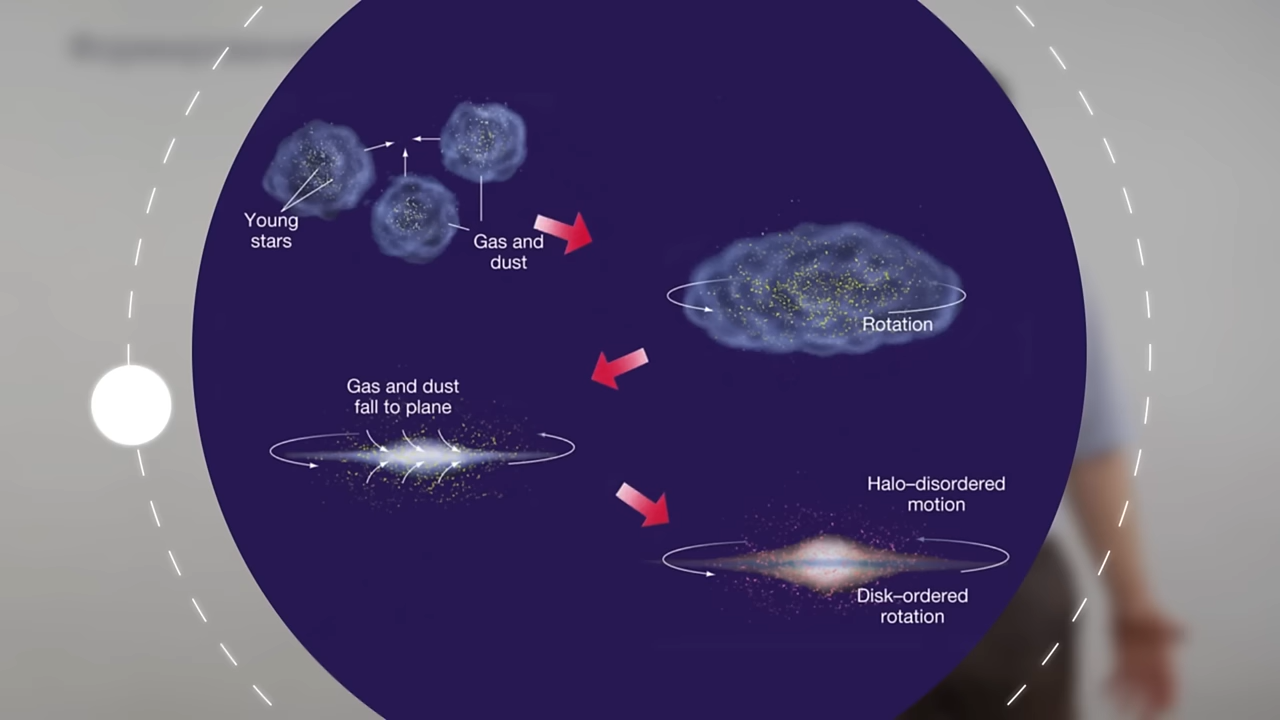 Young
stars
Gas and
dust
Rotation
Gas and dust
fall to plane
Halo–disordered
motion
Disk–ordered
rotation